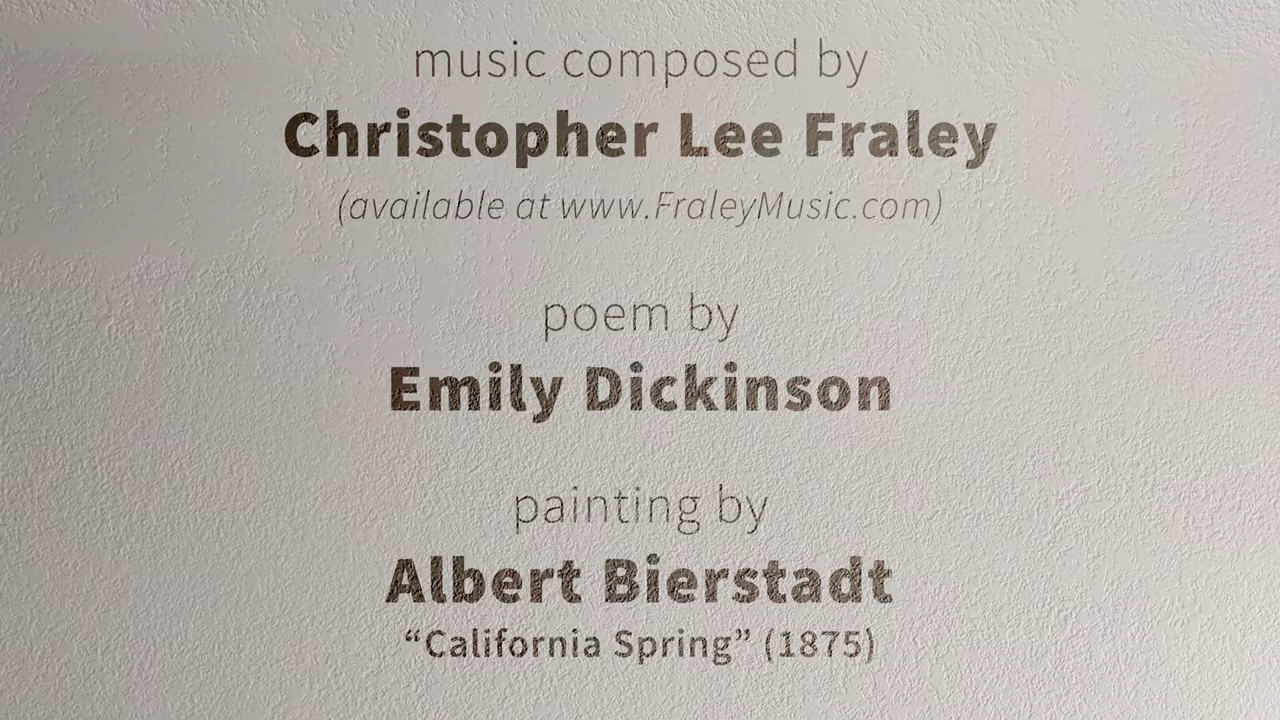 music composed by
Christopher Lee Fraley
(available at www.FraleyMusic.com)
poem by
Emily Dickinson
painting by
Albert Bierstadt
“California Spring” (1875)